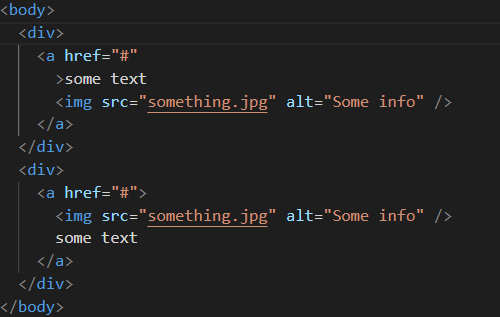 <body>
  <div>
    <a href="#"
      >some text
      <img src="something.jpg" alt="Some info" />
    </a>
  </div>
  <div>
    <a href="#">
      <img src="something.jpg" alt="Some info" />
      some text
    </a>
  </div>
</body>